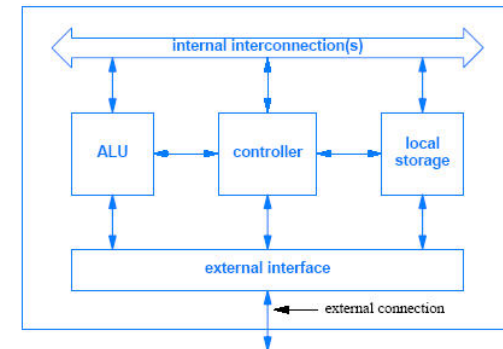 internal interconnection(s)
ALU
controller
local
storage
external interface
external connection